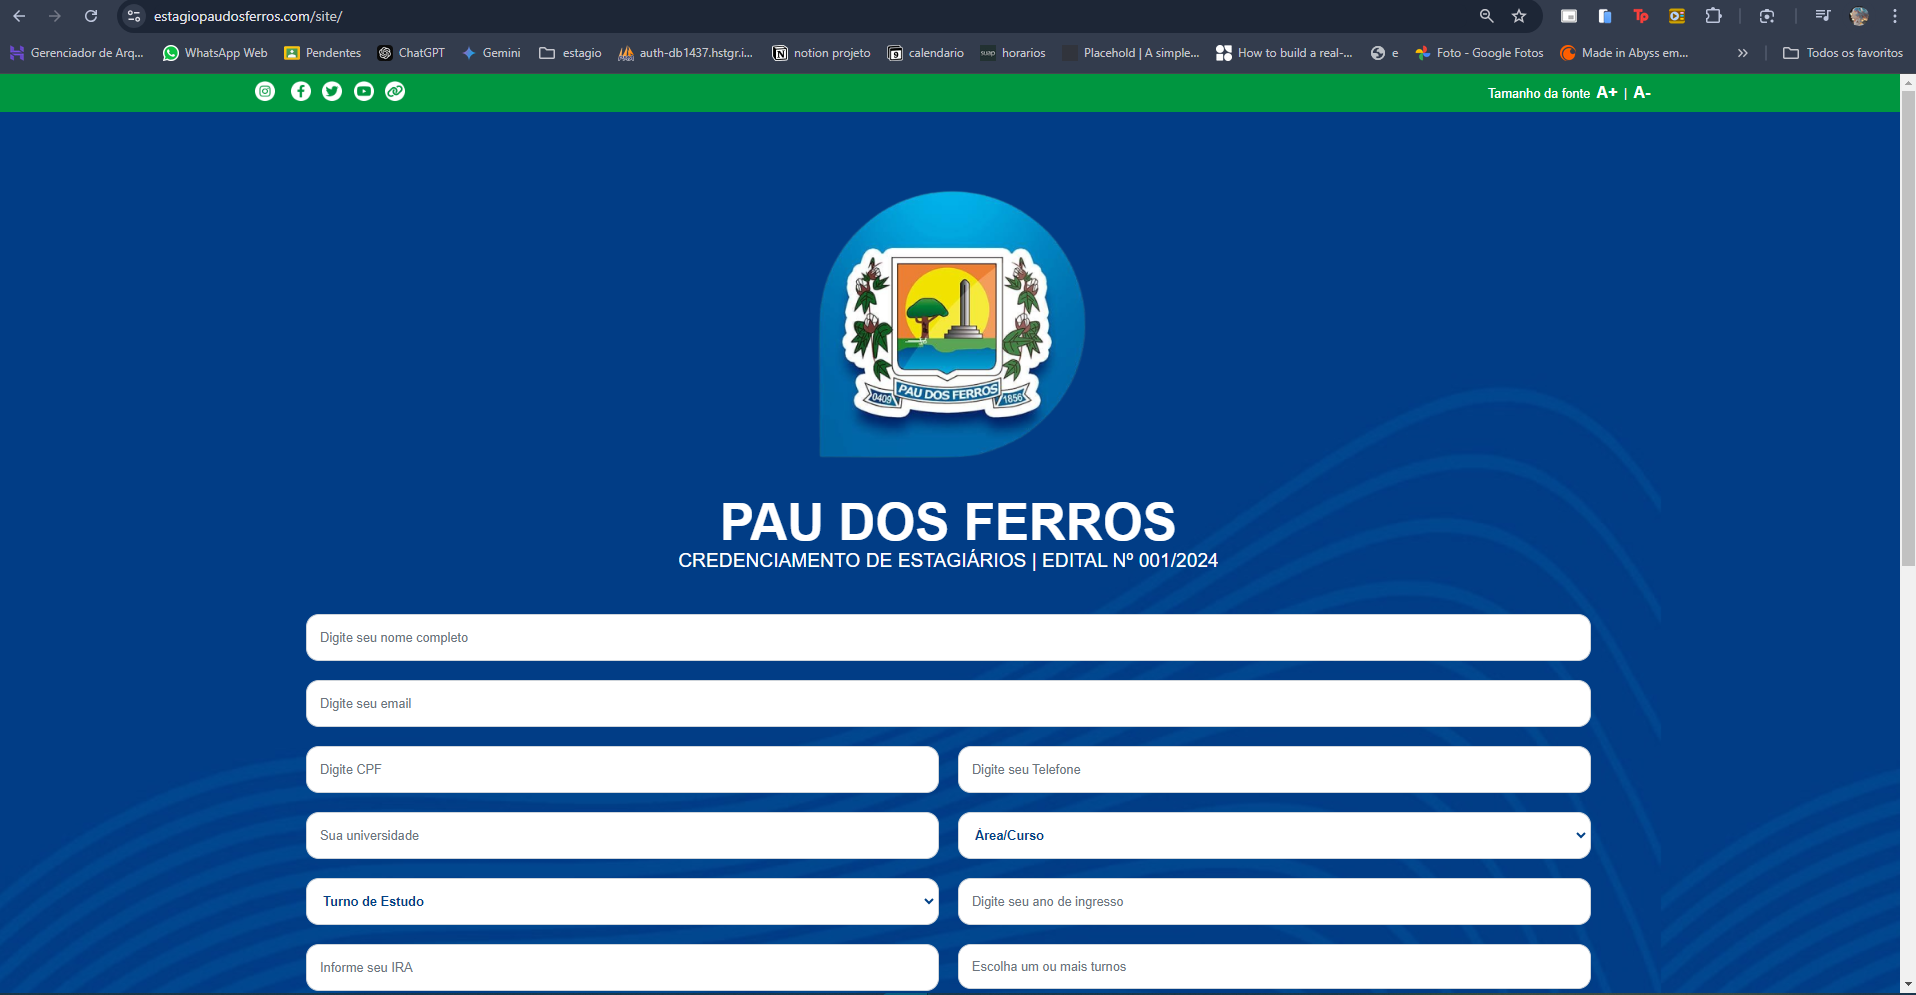 estagiopaudosferros.com/site/
Gerenciador de Arq... WhatsApp Web Pendentes ChatGPT Gemini estagio auth-db1437.hstgr.i... notion projeto calendario suap horarios Placehold | A simple... How to build a real-... e Foto - Google Fotos Made in Abyss em... » Todos os favoritos
Tamanho da fonte A+ | A-
PAU DOS FERROS
0409 1856
PAU DOS FERROS
CREDENCIAMENTO DE ESTAGIÁRIOS | EDITAL Nº 001/2024
Digite seu nome completo
Digite seu email
Digite CPF Digite seu Telefone
Sua universidade Área/Curso
Turno de Estudo Digite seu ano de ingresso
Informe seu IRA Escolha um ou mais turnos